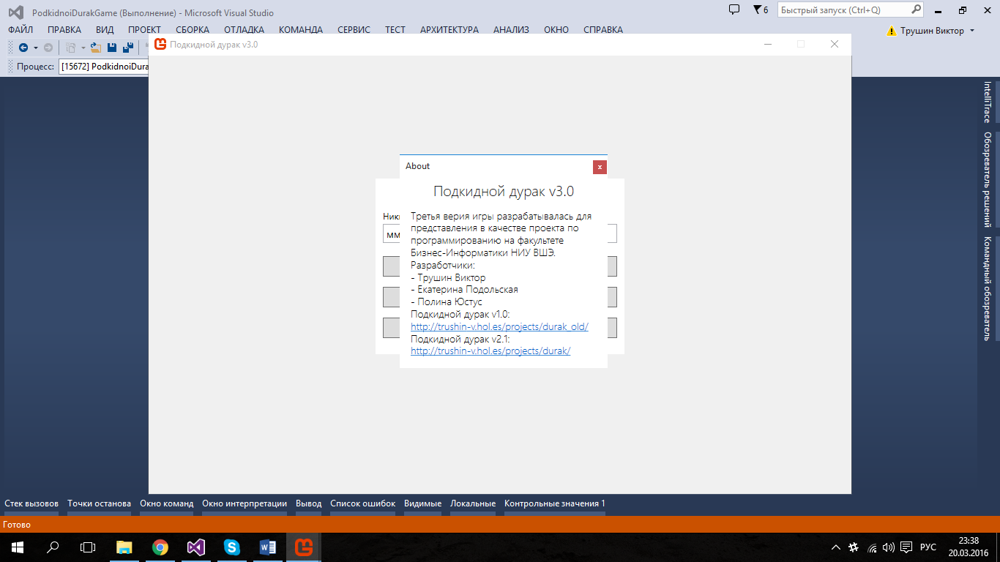 PodkidnoiDurakGame (Выполнение) - Microsoft Visual Studio
6
Быстрый запуск (Ctrl+Q)
ФАЙЛ ПРАВКА ВИД ПРОЕКТ СБОРКА ОТЛАДКА КОМАНДА СЕРВИС ТЕСТ АРХИТЕКТУРА АНАЛИЗ ОКНО СПРАВКА
Трушин Виктор
Подкидной дурак v3.0
Процесс: [15672] PodkidnoiDura
IntelliTrace
Обозреватель решений
Командный обозреватель
About
x
Подкидной дурак v3.0
Ник
мм
Третья верия игры разрабатывалась для
представления в качестве проекта по
программированию на факультете
Бизнес-Информатики НИУ ВШЭ.
Разработчики:
- Трушин Виктор
- Екатерина Подольская
- Полина Юстус
Подкидной дурак v1.0:
http://trushin-v.hol.es/projects/durak_old/
Подкидной дурак v2.1:
http://trushin-v.hol.es/projects/durak/
Стек вызовов Точки останова Окно команд Окно интерпретации Вывод Список ошибок Видимые Локальные Контрольные значения 1
Готово
РУС
23:38
20.03.2016